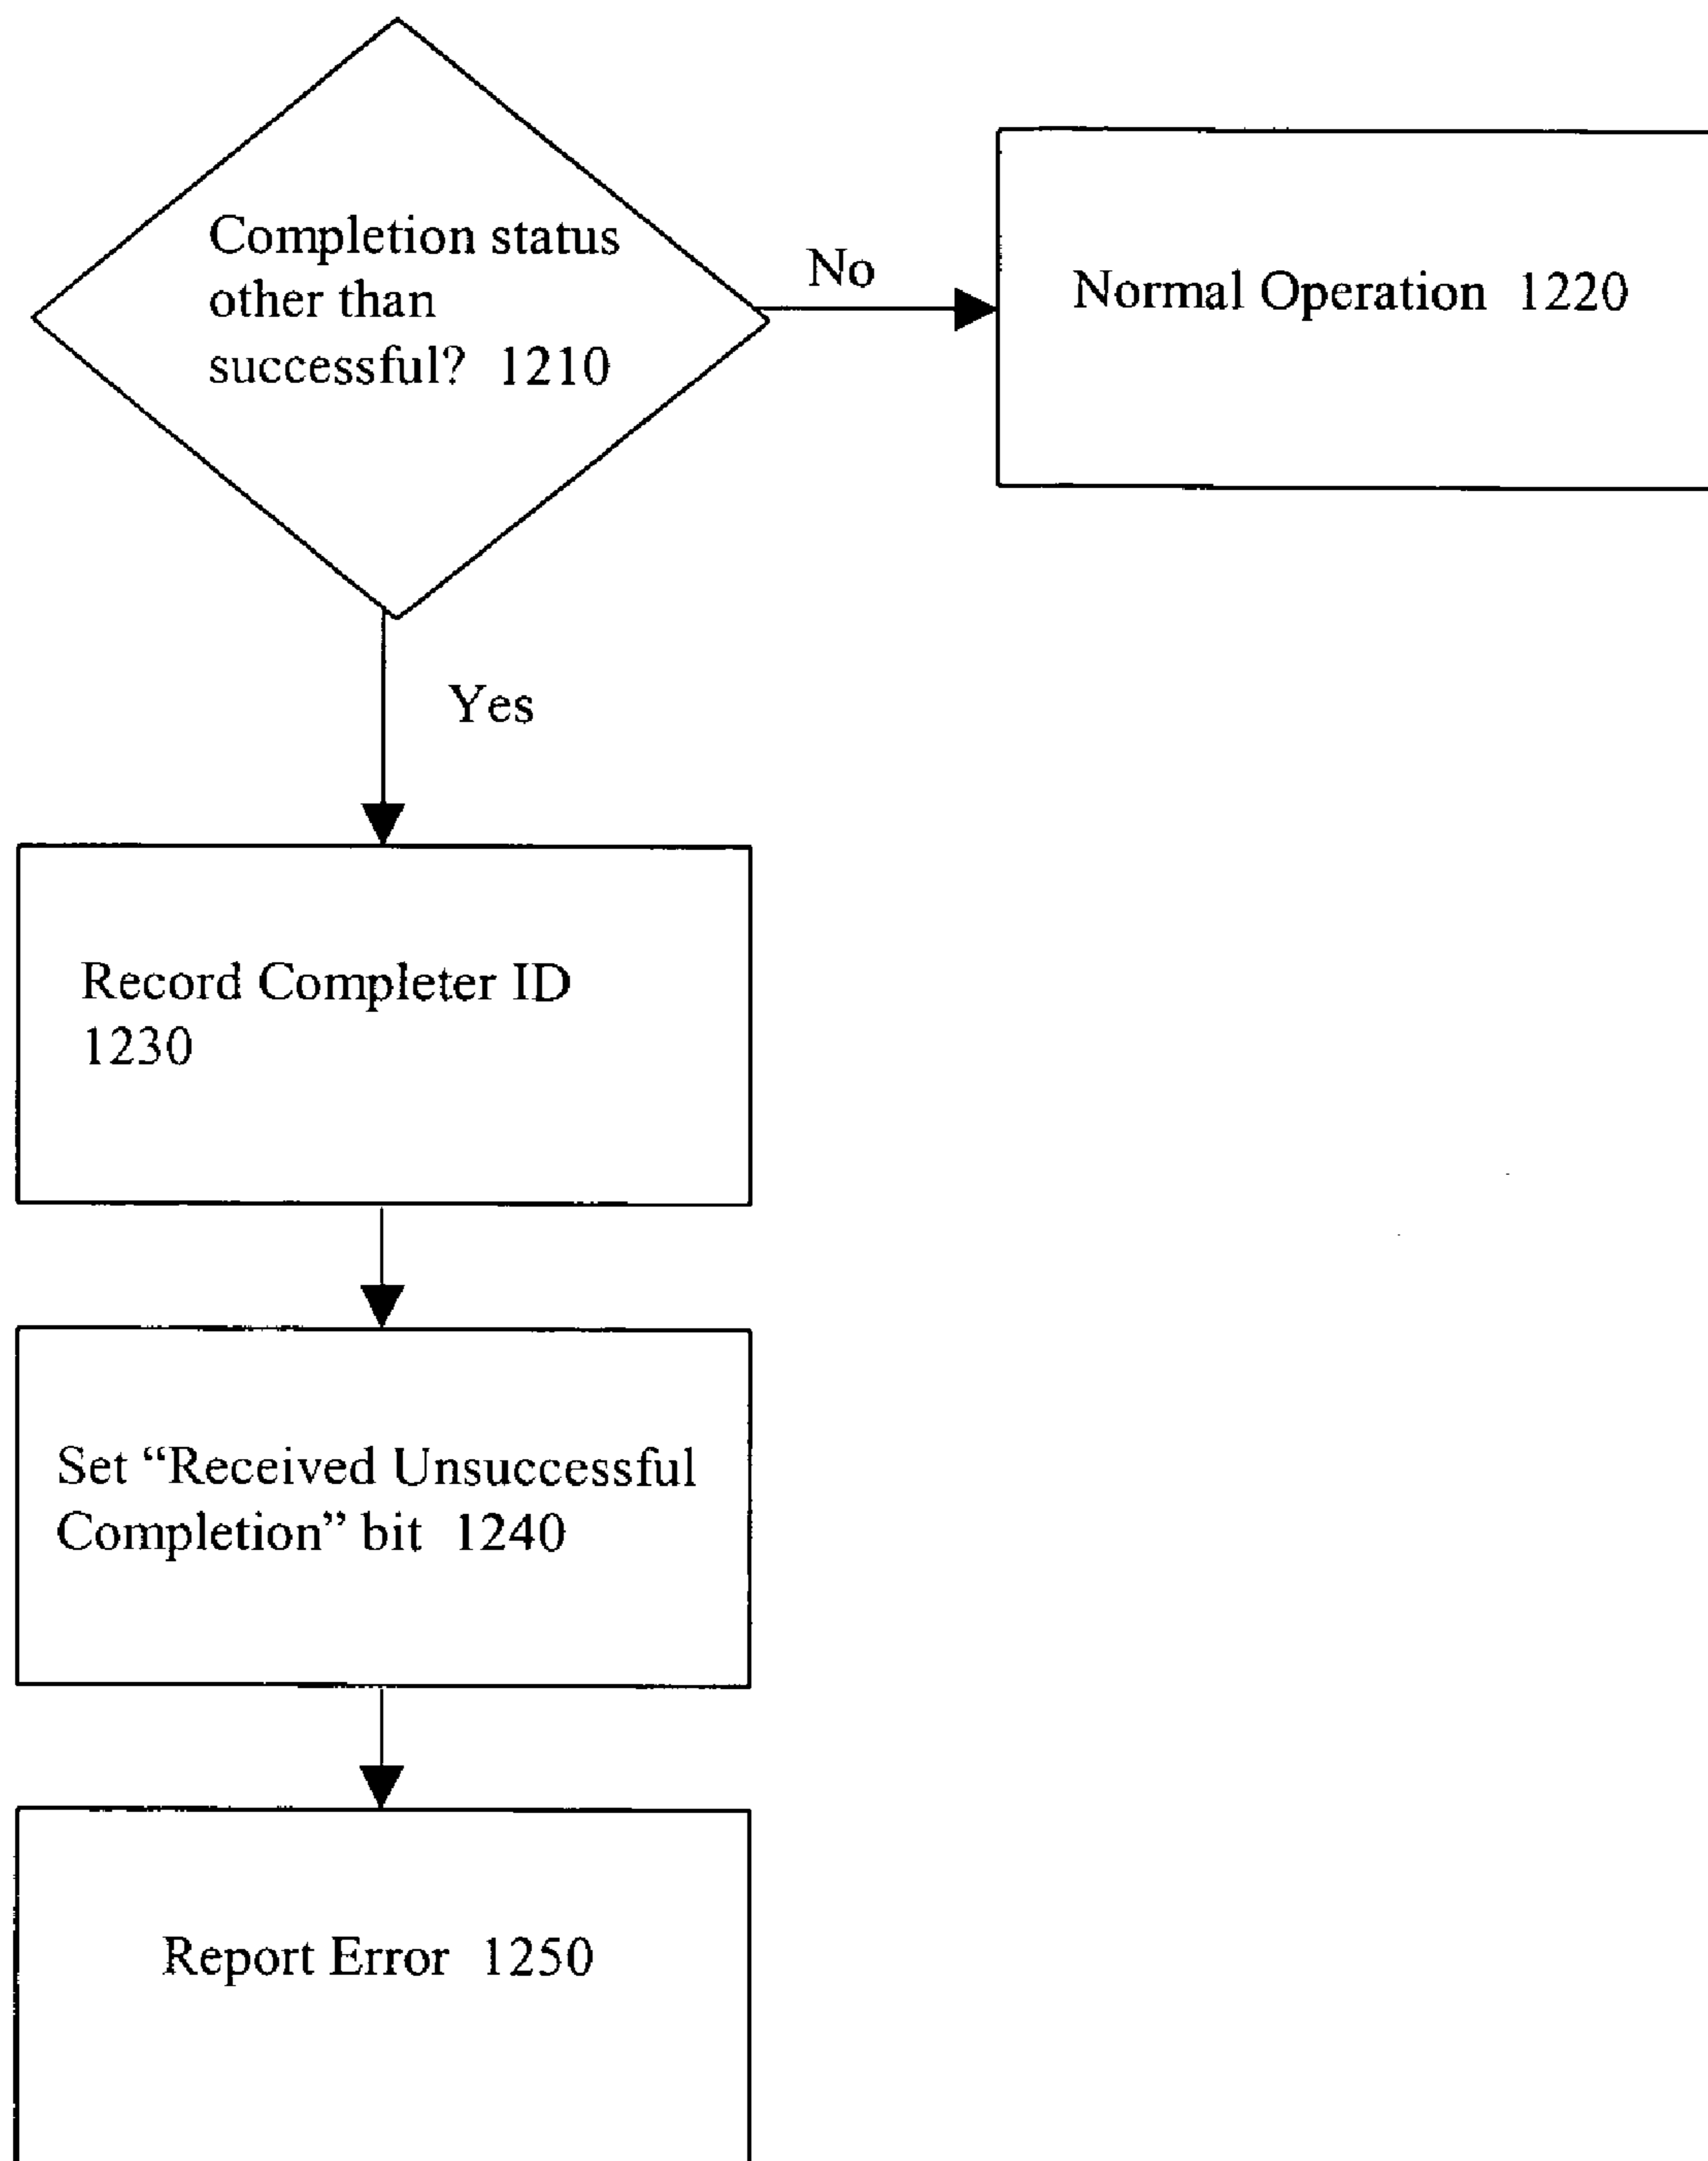 Completion status
other than
successful? 1210
No
Normal Operation 1220
Yes
Record Completer ID
1230
Set “Received Unsuccessful
Completion” bit 1240
Report Error 1250